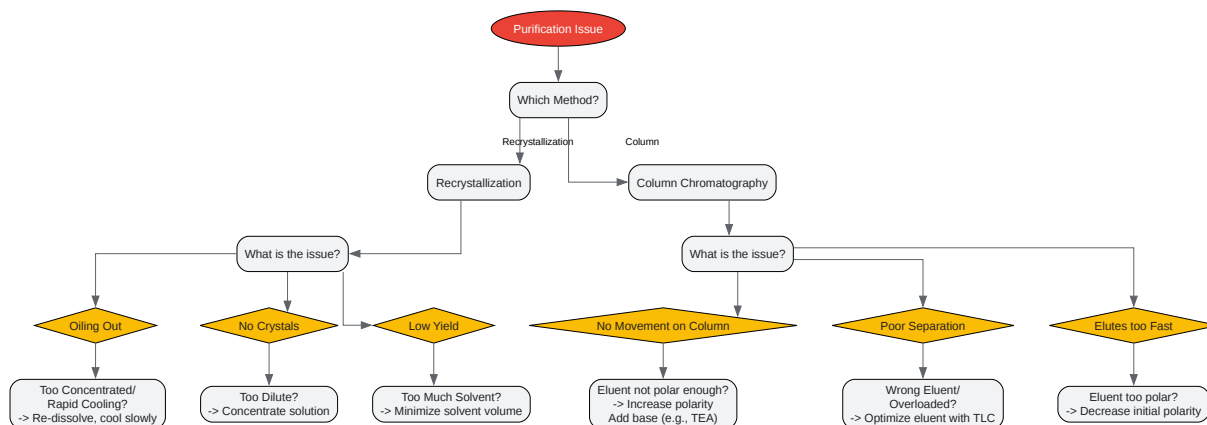 Purification Issue
Which Method?
Recrystallization
Column
Recrystallization
Column Chromatography
What is the issue?
What is the issue?
Oiling Out
No Crystals
Low Yield
No Movement on Column
Poor Separation
Elutes too Fast
Too Concentrated/
Rapid Cooling?
-> Re-dissolve, cool slowly
Too Dilute?
-> Concentrate solution
Too Much Solvent?
-> Minimize solvent volume
Eluent not polar enough?
-> Increase polarity
Add base (e.g., TEA)
Wrong Eluent/
Overloaded?
-> Optimize eluent with TLC
Eluent too polar?
-> Decrease initial polarity